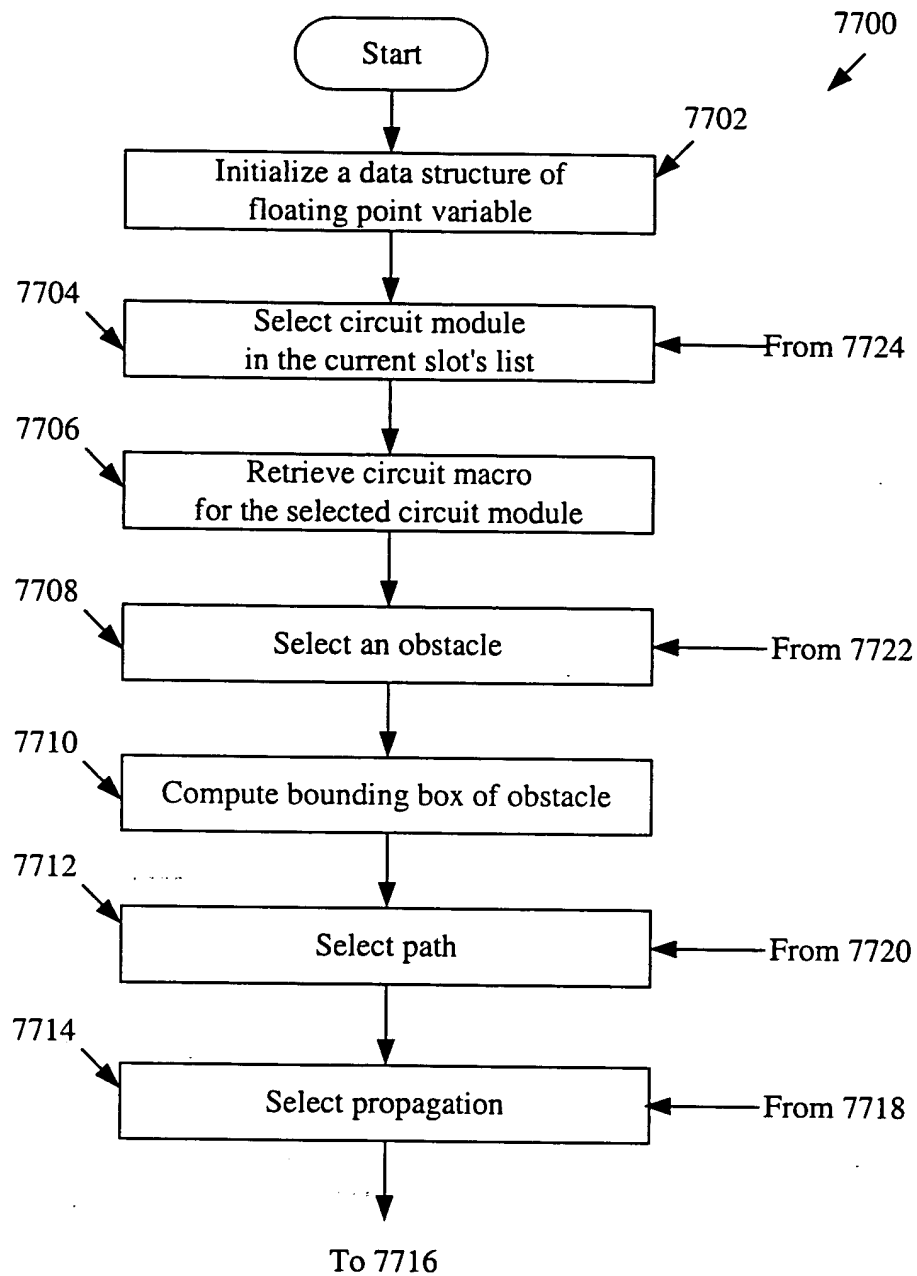 7700
Start
7702
Initialize a data structure of
floating point variable
7704
Select circuit module
in the current slot's list
From 7724
7706
Retrieve circuit macro
for the selected circuit module
7708
Select an obstacle
From 7722
7710
Compute bounding box of obstacle
7712
Select path
From 7720
7714
Select propagation
From 7718
To 7716